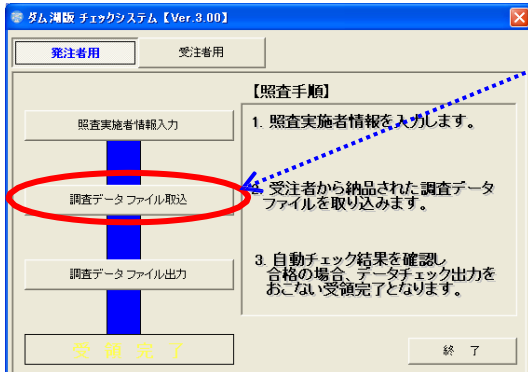 ダム湖版 チェックシステム【Ver.3.00】
発注者用
受注者用
【照査手順】
照査実施者情報入力
1. 照査実施者情報を入力します。
調査データ ファイル取込
2. 受注者から納品された調査データ
ファイルを取り込みます。
調査データ ファイル出力
3. 自動チェック結果を確認し
合格の場合、データチェック出力を
おこない受領完了となります。
受 領 完 了
終 了